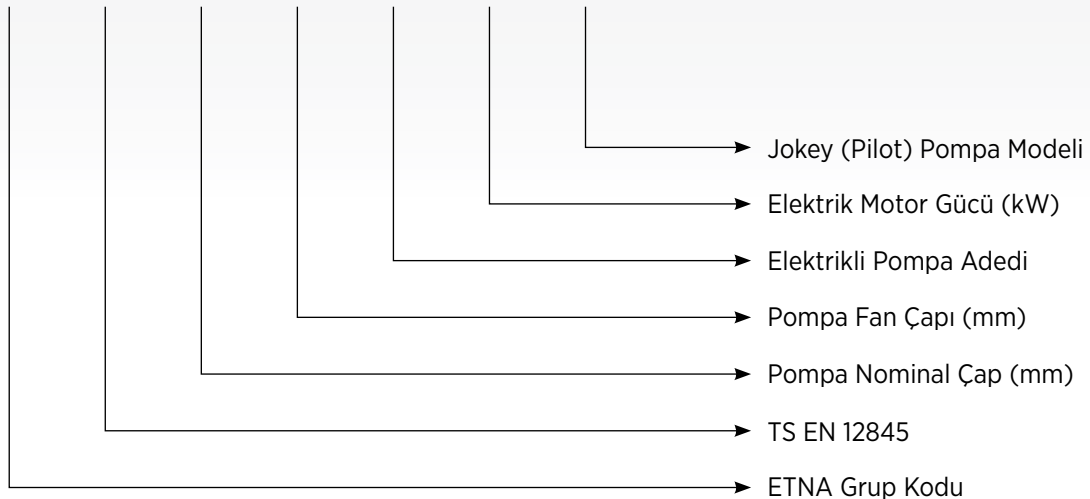 Jokey (Pilot) Pompa Modeli
Elektrik Motor Gücü (kW)
Elektrikli Pompa Adedi
Pompa Fan Çapı (mm)
Pompa Nominal Çap (mm)
TS EN 12845
ETNA Grup Kodu